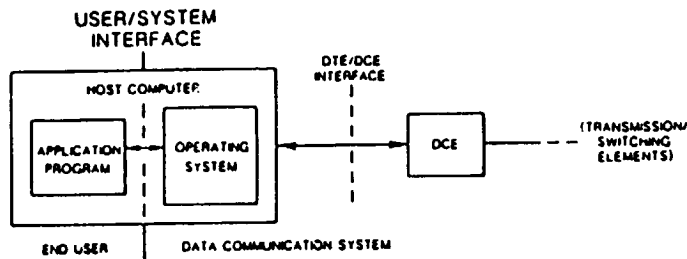 USER/SYSTEM
INTERFACE
DTE/DCE
INTERFACE
HOST COMPUTER
APPLICATION
PROGRAM
OPERATING
SYSTEM
DCE
(TRANSMISSION/
SWITCHING
ELEMENTS)
END USER
DATA COMMUNICATION SYSTEM